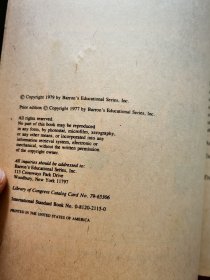 © Copyright 1979 by Barron's Educational Series, Inc.
Prior edition © Copyright 1977 by Barron's Educational Series, Inc.
All rights reserved.
No part of this book may be reproduced
in any form, by photostat, microfilm, xerography,
or any other means, or incorporated into any
information retrieval system, electronic or
mechanical, without the written permission
of the copyright owner.
All inquiries should be addressed to:
Barron's Educational Series, Inc.
113 Crossways Park Drive
Woodbury, New York 11797
Library of Congress Catalog Card No. 79-65306
International Standard Book No. 0-8120-2115-0
PRINTED IN THE UNITED STATES OF AMERICA